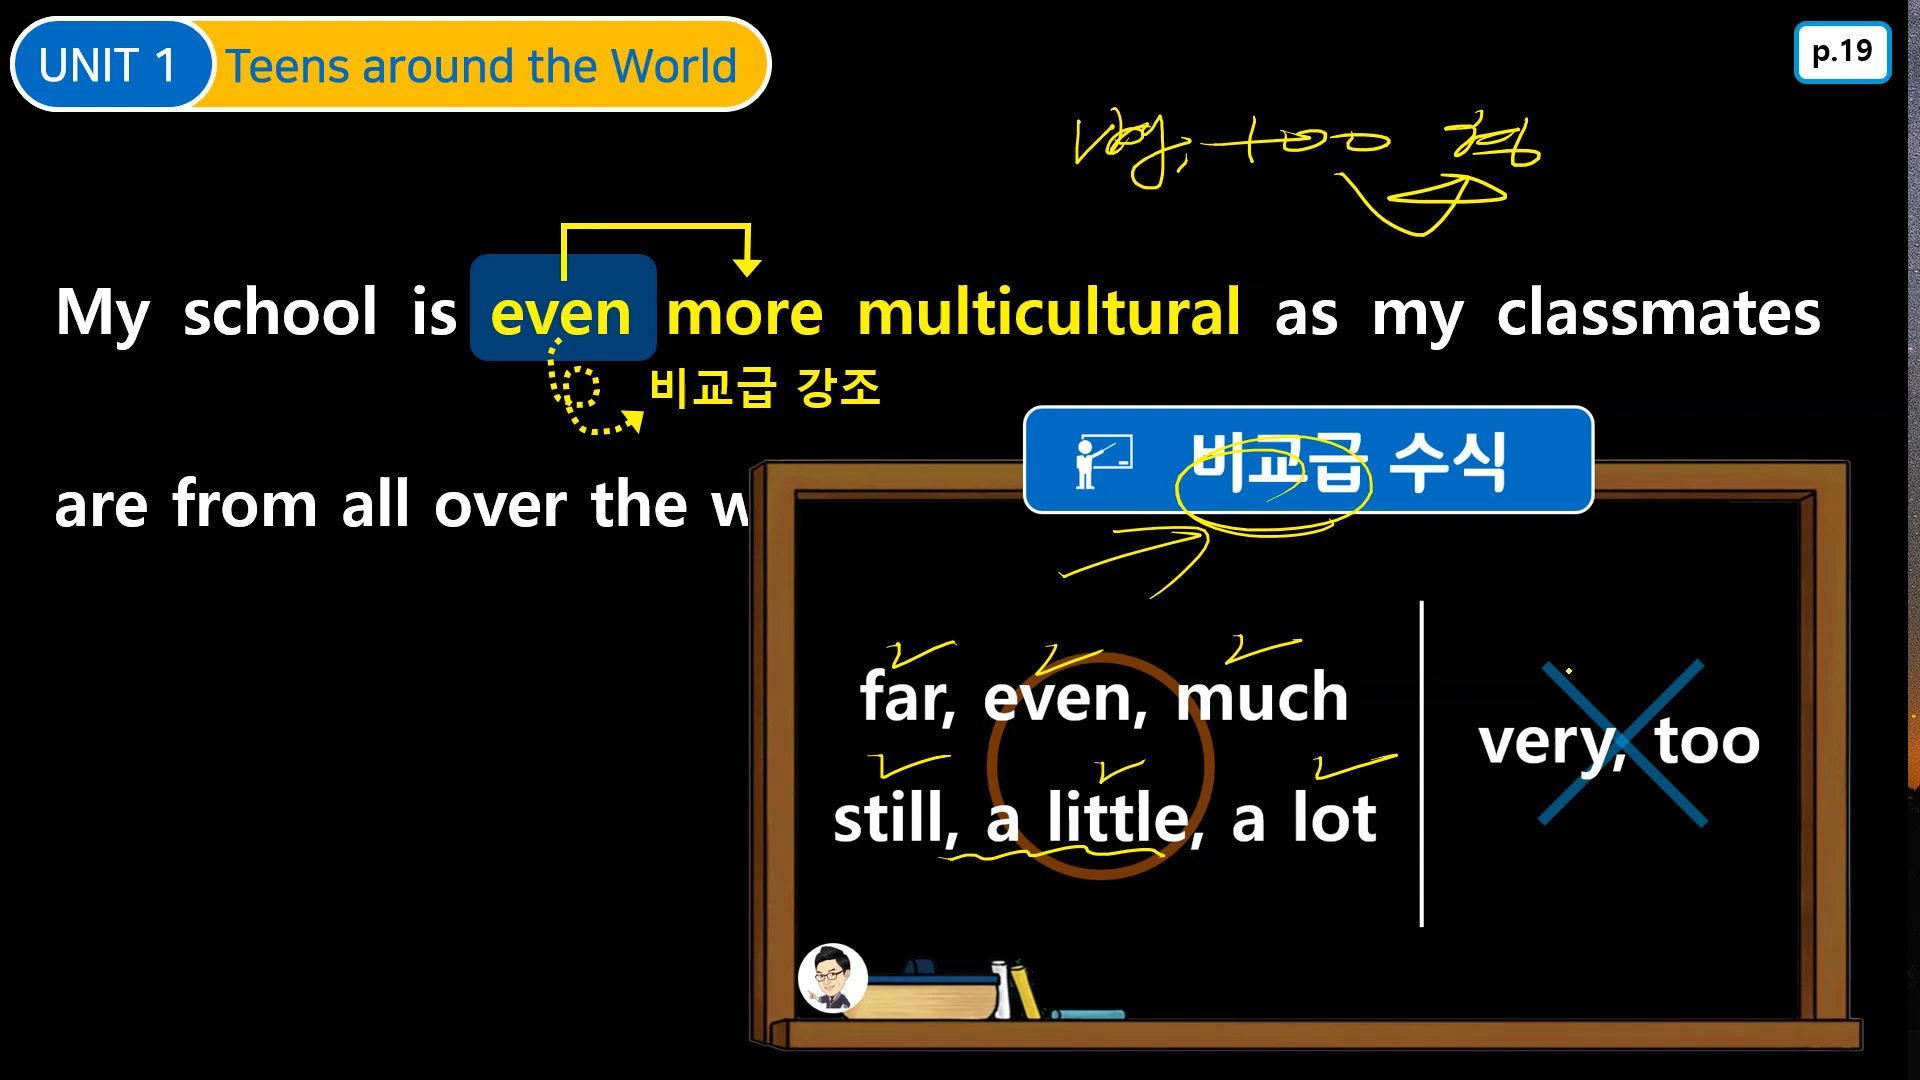 UNIT 1 Teens around the World
p.19
very, too
My school is even more multicultural as my classmates
비교급 강조
are from all over the w
비교급 수식
far, even, much
still, a little, a lot
very, too